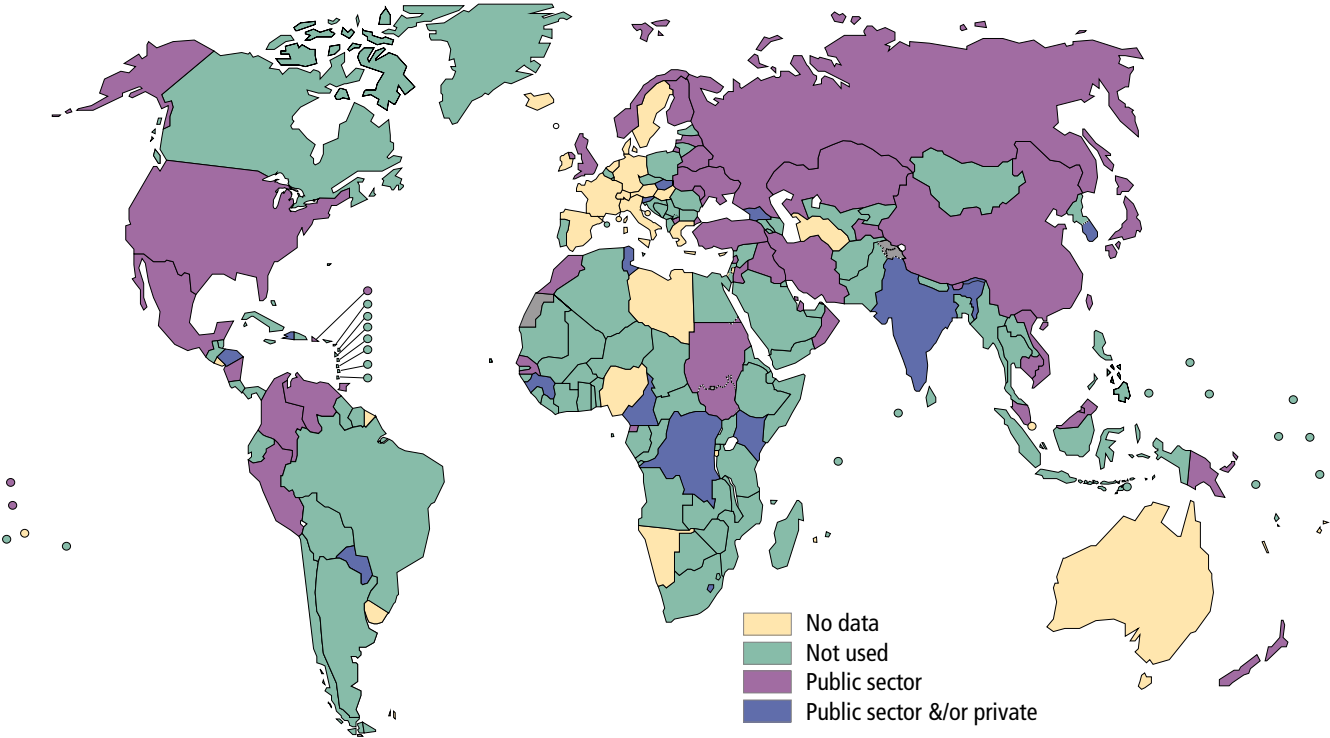 No data
Not used
Public sector
Public sector &/or private